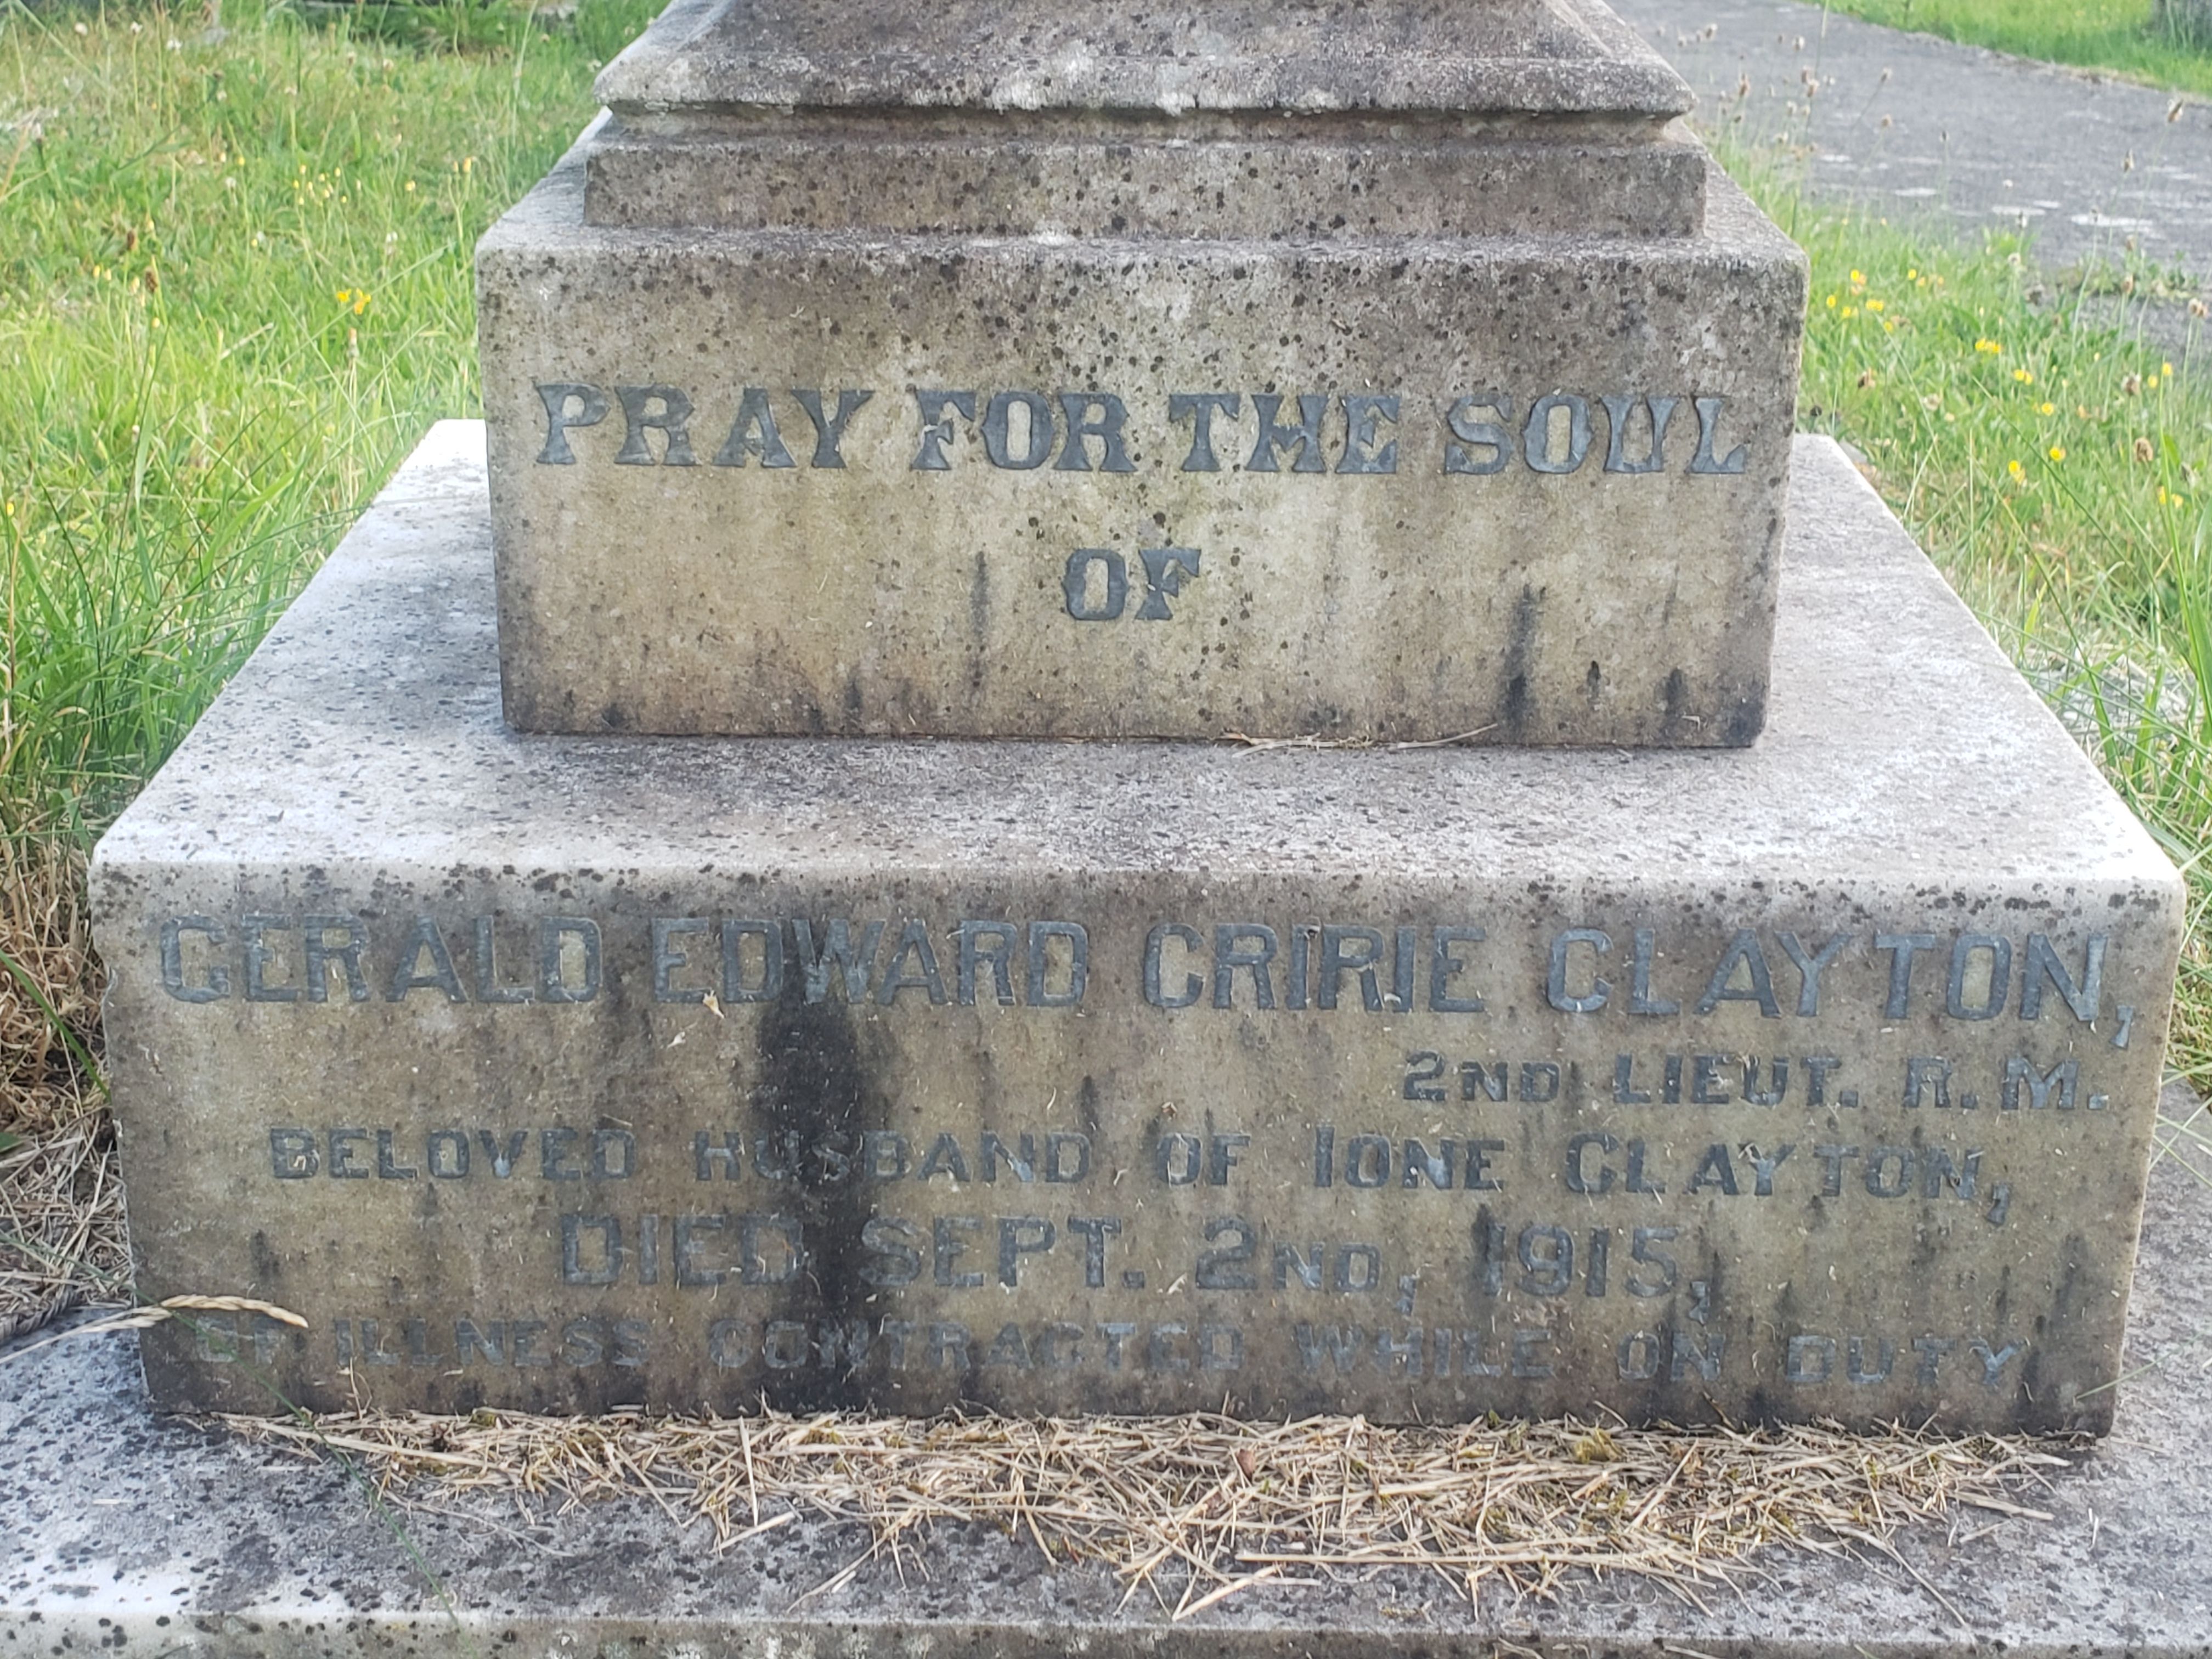 PRAY FOR THE SOUL
OF
GERALD EDWARD CRIRIE CLAYTON,
2ND LIEUT. R. M.
BELOVED HUSBAND OF IONE CLAYTON,
DIED SEPT. 2ND, 1915,
OF ILLNESS CONTRACTED WHILE ON DUTY